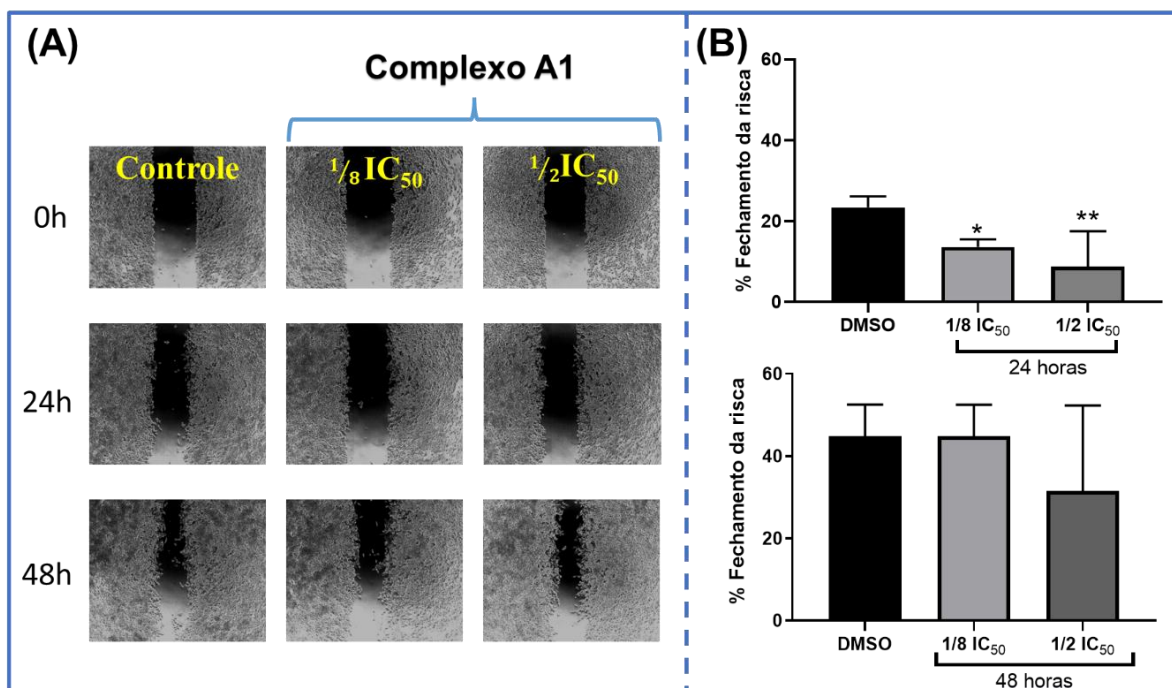 (A)
Complexo A1
Controle
1/8 IC50
1/2IC50
0h
24h
48h
(B)
% Fechamento da risca
60
40
20
0
*
**
DMSO
1/8 IC50
1/2 IC50
24 horas
% Fechamento da risca
60
40
20
0
DMSO
1/8 IC50
1/2 IC50
48 horas